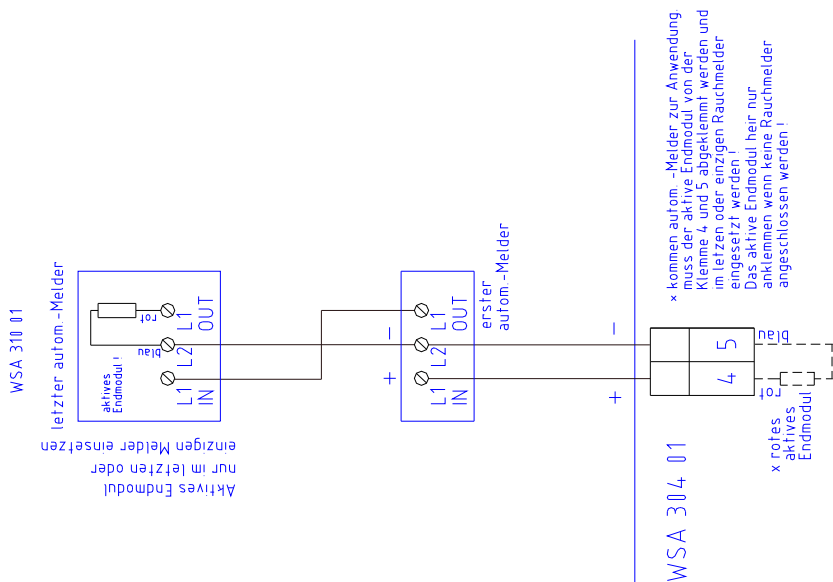 WSA 310 01
letzter autom.-Melder
aktives
Endmodul !
rot
blau
L1
OUT
L2
L1
IN
Aktives Endmodul
nur im letzten oder
einzigen Melder einsetzen
erster
autom.-Melder
L1
OUT
L2
L1
IN
-
+
-
+
× kommen autom. -Melder zur Anwendung.
muss der aktive Endmodul von der
Klemme 4 und 5 abgeklemmt werden und
im letzen oder einzigen Rauchmelder
eingesetzt werden !
Das aktive Endmodul heir nur
anklemmen wenn keine Rauchmelder
angeschlossen werden !
5
4
blau
rot
x rotes
aktives
Endmodul
WSA 304 01